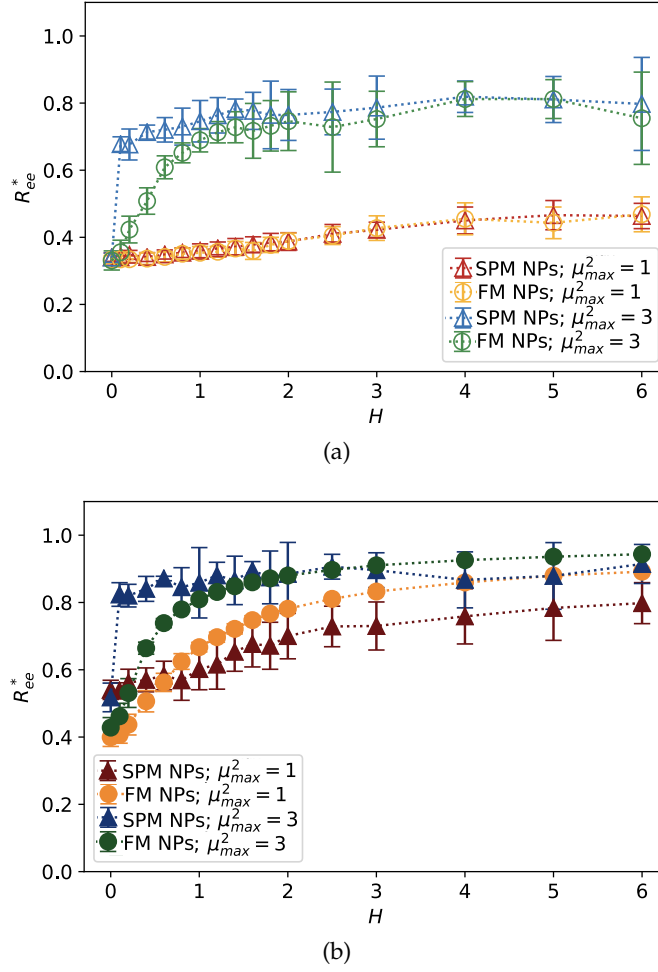 1.0
0.8
0.6
0.4
0.2
0.0
R*ee
SPM NPs; μ²max = 1
FM NPs; μ²max = 1
SPM NPs; μ²max = 3
FM NPs; μ²max = 3
0 1 2 3 4 5 6
H
(a)
1.0
0.8
0.6
0.4
0.2
0.0
R*ee
SPM NPs; μ²max = 1
FM NPs; μ²max = 1
SPM NPs; μ²max = 3
FM NPs; μ²max = 3
0 1 2 3 4 5 6
H
(b)